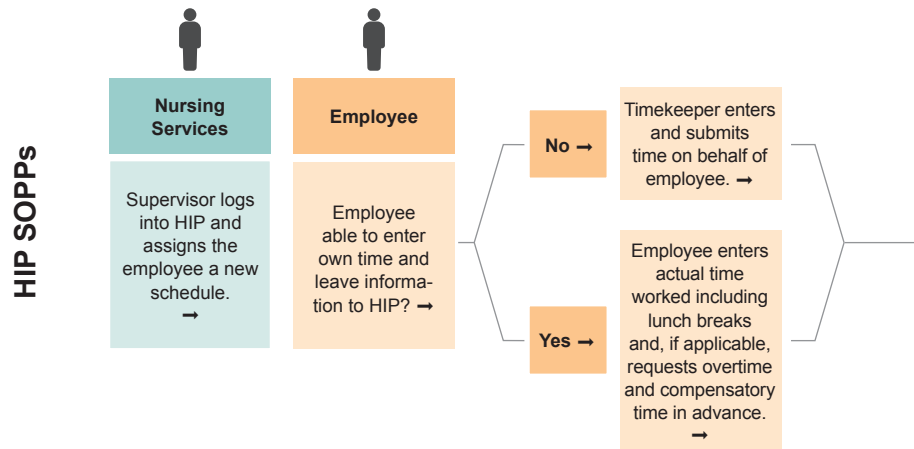 HIP SOPPs
Nursing
Services
Supervisor logs
into HIP and
assigns the
employee a new
schedule.
➞
Employee
Employee
able to enter
own time and
leave informa-
tion to HIP? ➞
No ➞
Timekeeper enters
and submits
time on behalf of
employee. ➞
Yes ➞
Employee enters
actual time
worked including
lunch breaks
and, if applicable,
requests overtime
and compensatory
time in advance.
➞